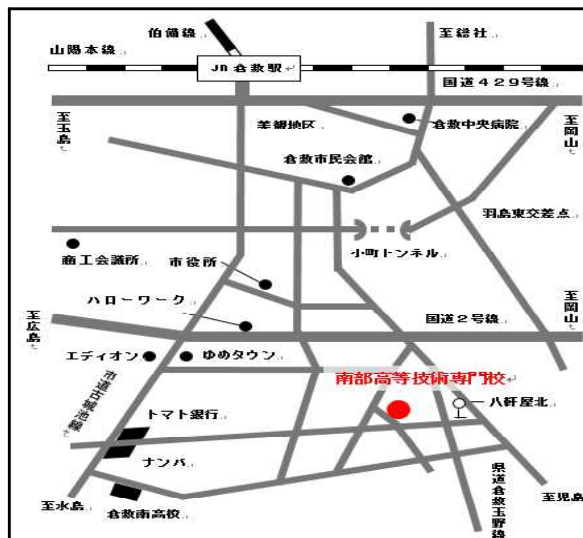 伯備線
至総社
山陽本線
JR倉敷駅
国道429号線
至玉島
美観地区
倉敷中央病院
至岡山
倉敷市民会館
羽島東交差点
小町トンネル
商工会議所
市役所
ハローワーク
至広島
国道2号線
至岡山
エディオン
ゆめタウン
南部高等技術専門校
市道古城池線
トマト銀行
八軒屋北
ナンバ
至水島
倉敷南高校
県道倉敷玉野線
至児島